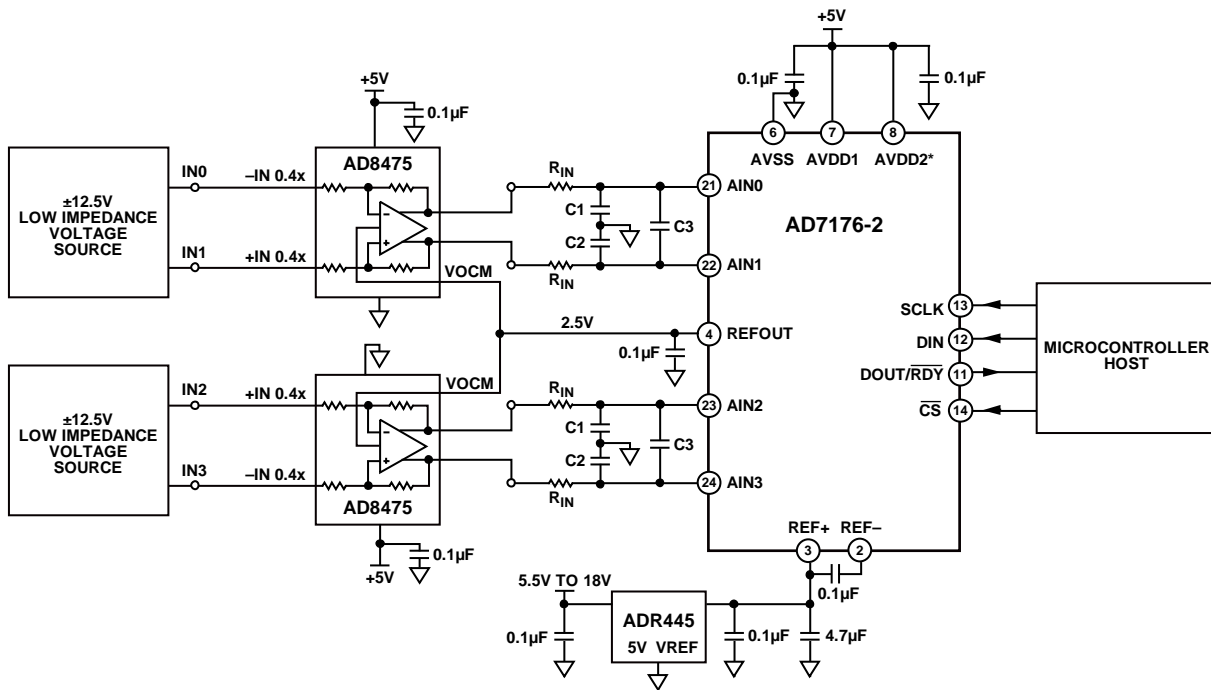 +5V
0.1µF
0.1µF
+5V
0.1µF
6
7
8
AVSS
AVDD1
AVDD2*
±12.5V
LOW IMPEDANCE
VOLTAGE
SOURCE
IN0
–IN 0.4x
IN1
+IN 0.4x
AD8475
–
+
VOCM
RIN
C1
C2
C3
RIN
21
AIN0
22
AIN1
AD7176-2
2.5V
4
REFOUT
0.1µF
SCLK
13
DIN
12
DOUT/RDY
11
CS
14
MICROCONTROLLER
HOST
±12.5V
LOW IMPEDANCE
VOLTAGE
SOURCE
IN2
+IN 0.4x
IN3
–IN 0.4x
VOCM
–
+
AD8475
+5V
0.1µF
RIN
C1
C2
C3
RIN
23
AIN2
24
AIN3
REF+
REF–
3
2
0.1µF
5.5V TO 18V
0.1µF
ADR445
5V VREF
0.1µF
4.7µF